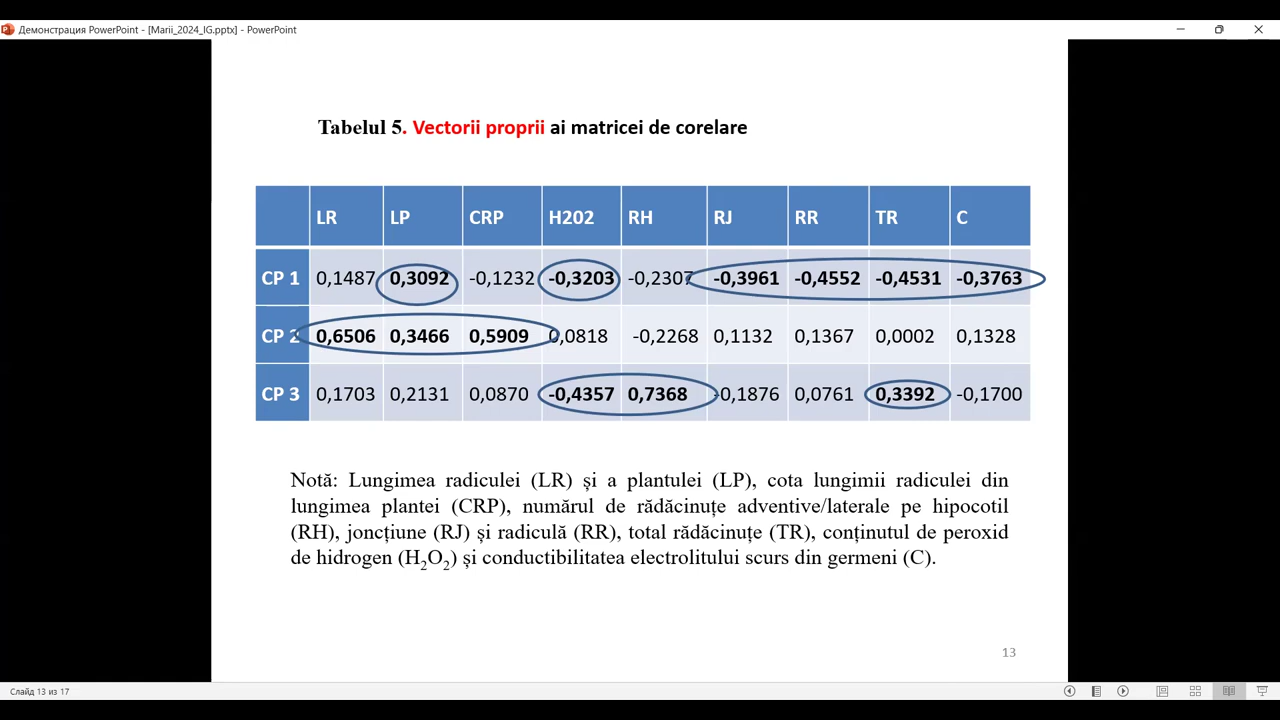 Демонстрация PowerPoint - [Marii_2024_IG.pptx] - PowerPoint
Tabelul 5. Vectorii proprii ai matricei de corelare
LR LP CRP H202 RH RJ RR TR C
CP 1 0,1487 0,3092 -0,1232 -0,3203 -0,2307 -0,3961 -0,4552 -0,4531 -0,3763
CP 2 0,6506 0,3466 0,5909 0,0818 -0,2268 0,1132 0,1367 0,0002 0,1328
CP 3 0,1703 0,2131 0,0870 -0,4357 0,7368 -0,1876 0,0761 0,3392 -0,1700
Notă: Lungimea radiculei (LR) și a plantulei (LP), cota lungimii radiculei din
lungimea plantei (CRP), numărul de rădăcinuțe adventive/laterale pe hipocotil
(RH), joncțiune (RJ) și radiculă (RR), total rădăcinuțe (TR), conținutul de peroxid
de hidrogen (H₂O₂) și conductibilitatea electrolitului scurs din germeni (C).
13
Слайд 13 из 17